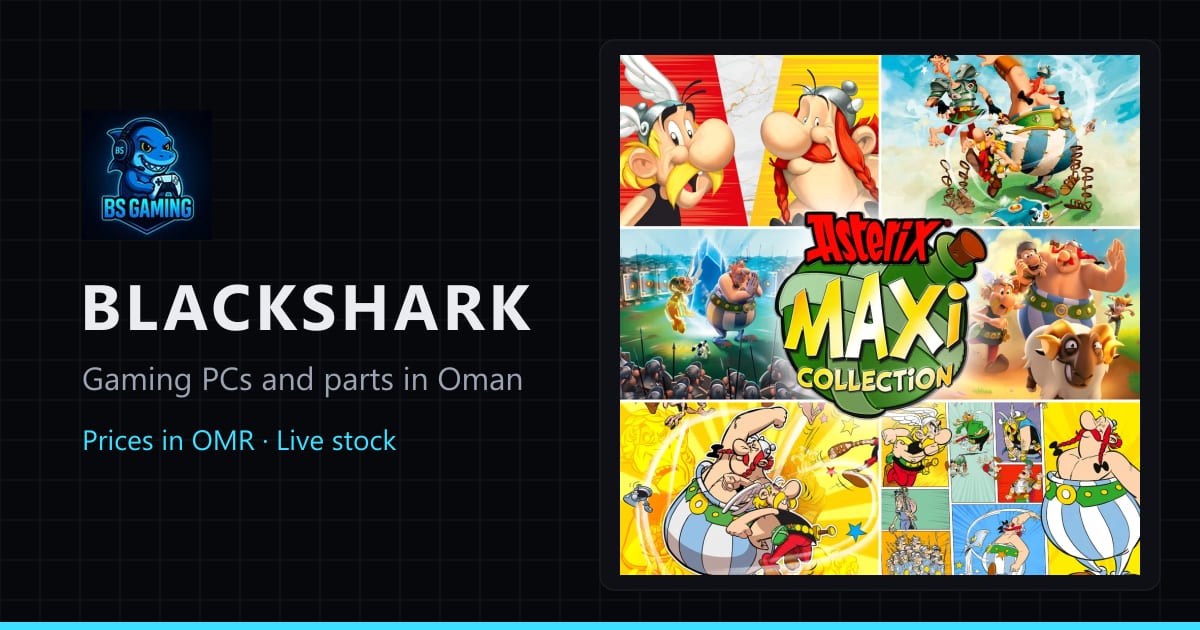 BS
BS GAMING
BLACKSHARK
Gaming PCs and parts in Oman
Prices in OMR · Live stock
Asterix
MAXi
COLLECTiON